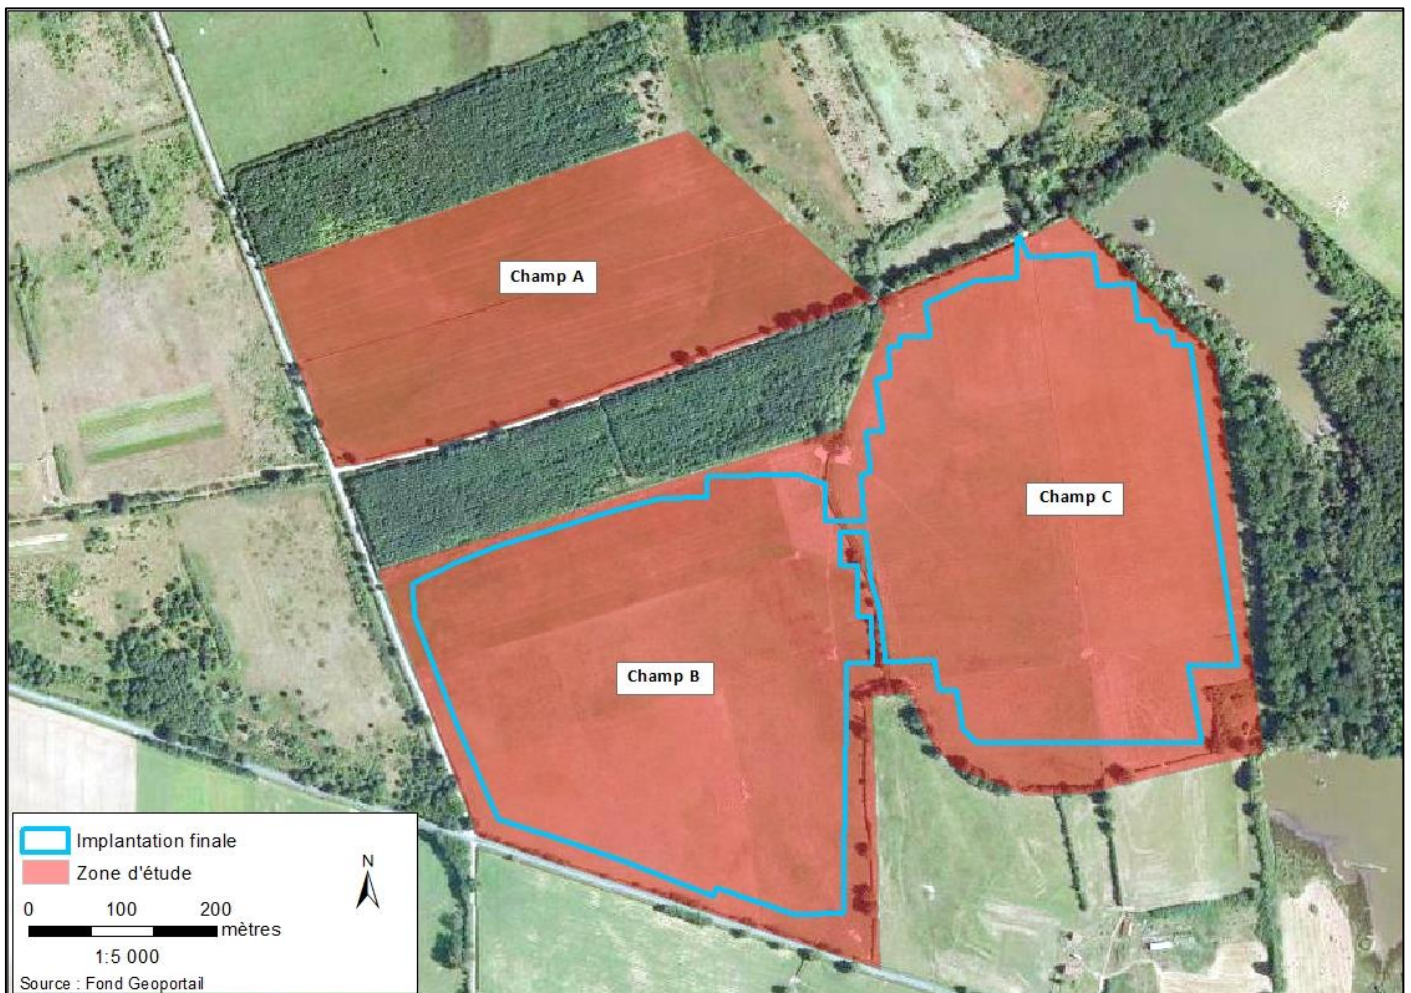 Champ A
Champ C
Champ B
Implantation finale
Zone d'étude
N
0 100 200
mètres
1:5 000
Source : Fond Geoportail